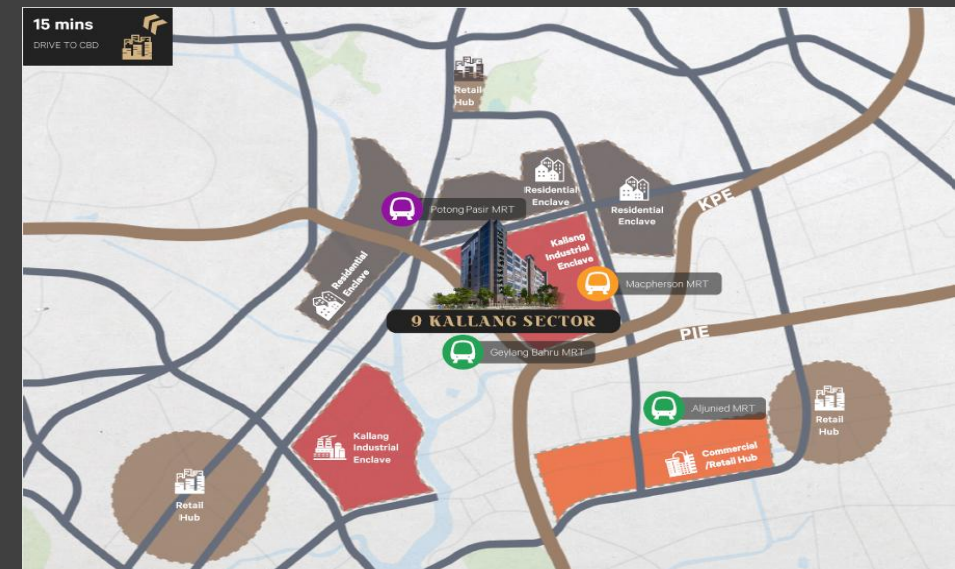 15 mins
DRIVE TO CBD
Retail
Hub
Residential
Enclave
Residential
Enclave
KPE
Potong Pasir MRT
Kallang
Industrial
Enclave
Residential
Enclave
Macpherson MRT
9 KALLANG SECTOR
PIE
Geylang Bahru MRT
Aljunied MRT
Retail
Hub
Kallang
Industrial
Enclave
Commercial
/Retail Hub
Retail
Hub